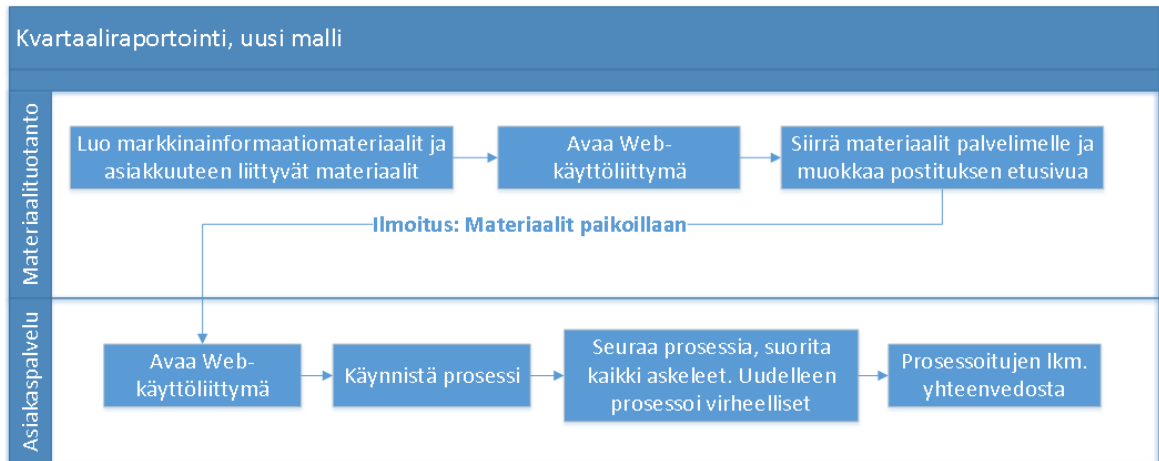 Kvartaaliraportointi, uusi malli
Materiaalituotanto
Luo markkinainformaatiomateriaalit ja
asiakkuuteen liittyvät materiaalit
Avaa Web-
käyttöliittymä
Siirrä materiaalit palvelimelle ja
muokkaa postituksen etusivua
Ilmoitus: Materiaalit paikoillaan
Asiakaspalvelu
Avaa Web-
käyttöliittymä
Käynnistä prosessi
Seuraa prosessia, suorita
kaikki askeleet. Uudelleen
prosessoi virheelliset
Prosessoitujen lkm.
yhteenvedosta